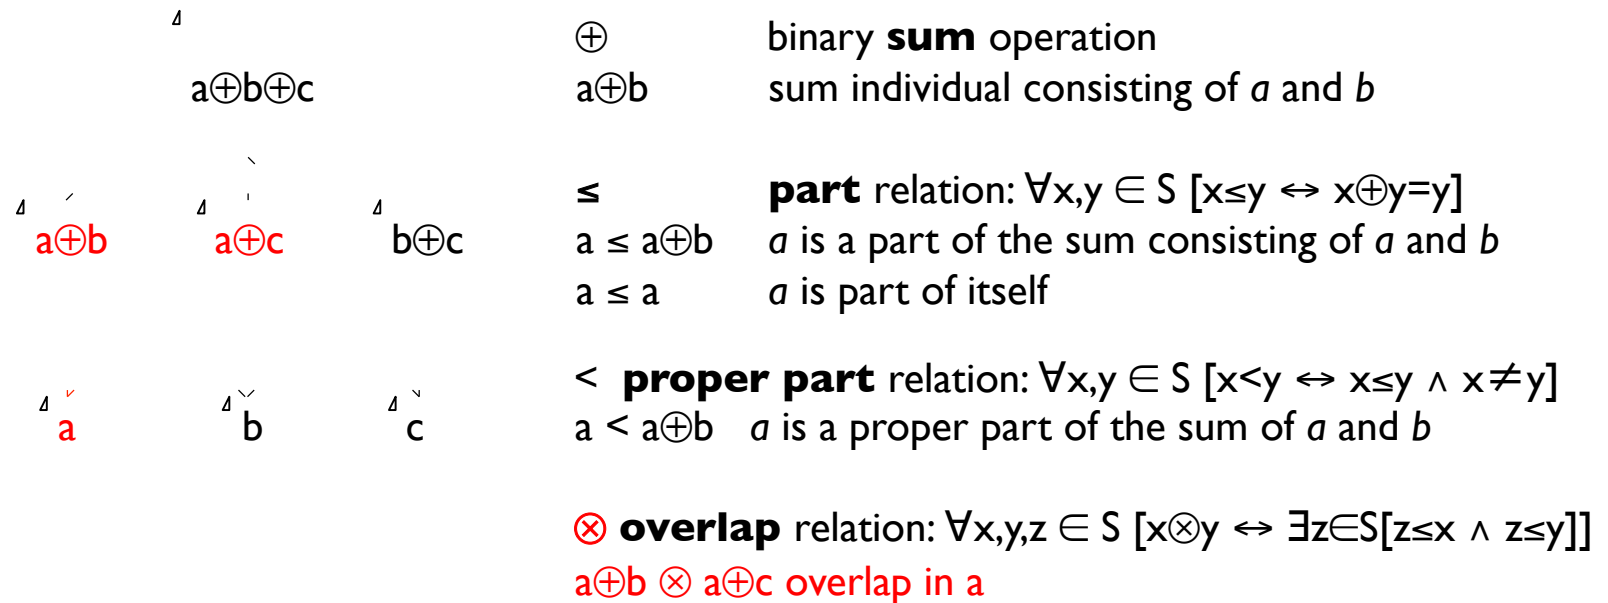 a⊕b⊕c
a⊕b a⊕c b⊕c
a b c
⊕ binary sum operation
a⊕b sum individual consisting of a and b
≤ part relation: ∀x,y ∈ S [x≤y ↔ x⊕y=y]
a ≤ a⊕b a is a part of the sum consisting of a and b
a ≤ a a is part of itself
< proper part relation: ∀x,y ∈ S [x<y ↔ x≤y ∧ x≠y]
a < a⊕b a is a proper part of the sum of a and b
⊗ overlap relation: ∀x,y,z ∈ S [x⊗y ↔ ∃z∈S[z≤x ∧ z≤y]]
a⊕b ⊗ a⊕c overlap in a